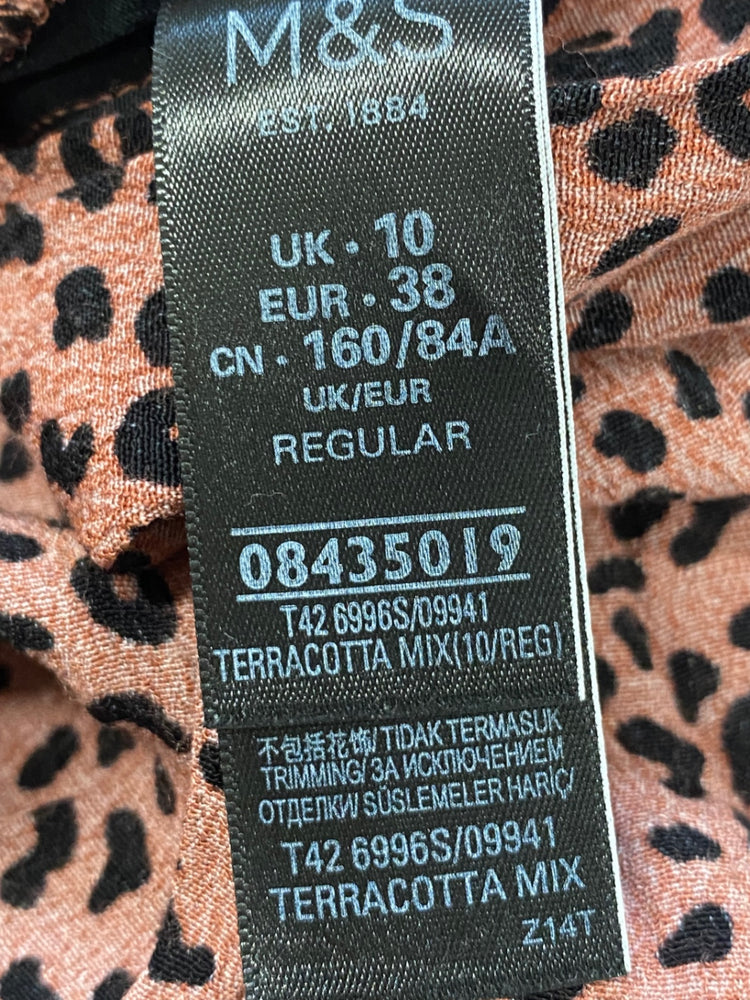 M&S
EST. 1884
UK · 10
EUR · 38
CN · 160/84A
UK/EUR
REGULAR
08435019
T42 6996S/09941
TERRACOTTA MIX(10/REG)
不包括花饰/TIDAK TERMASUK
TRIMMING/ ЗА ИСКЛЮЧЕНИЕМ
ОТДЕЛКИ/ SÜSLEMELER HARİÇ/
T42 6996S/09941
TERRACOTTA MIX
Z14T